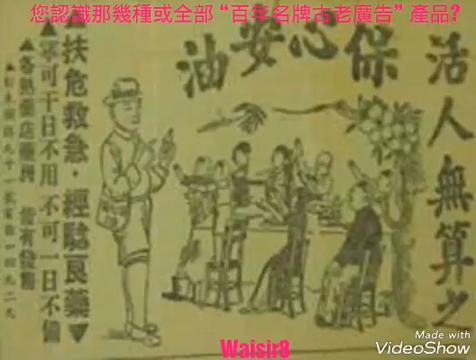 您認識那幾種或全部 “百年名牌古老廣告” 產品?
活人無算
保心安油
扶危救急·經驗良藥▼
▲寧可千日不用 不可一日不備
▲各熟藥店 皆有發售
Waisir8
Made with
VideoShow